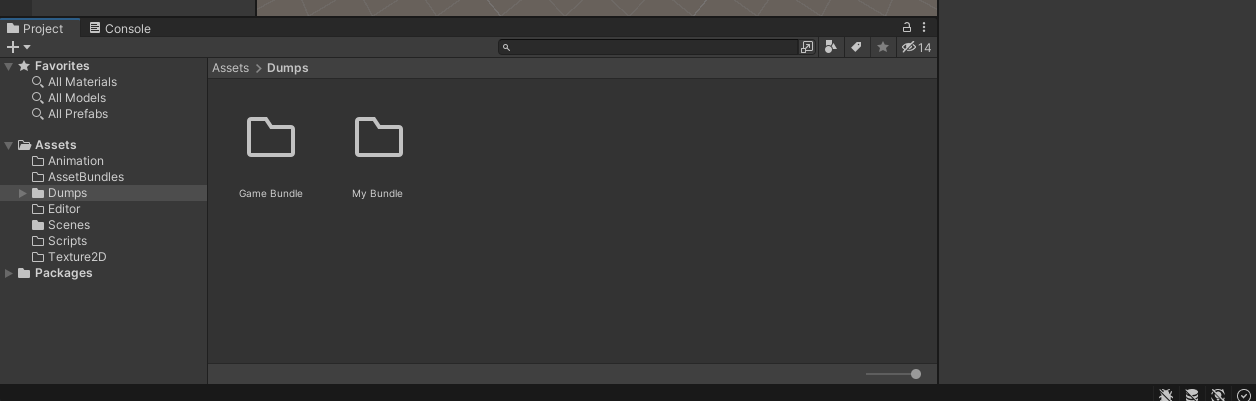 Project
Console
14
Favorites
All Materials
All Models
All Prefabs
Assets
Animation
AssetBundles
Dumps
Editor
Scenes
Scripts
Texture2D
Packages
Assets > Dumps
Game Bundle
My Bundle